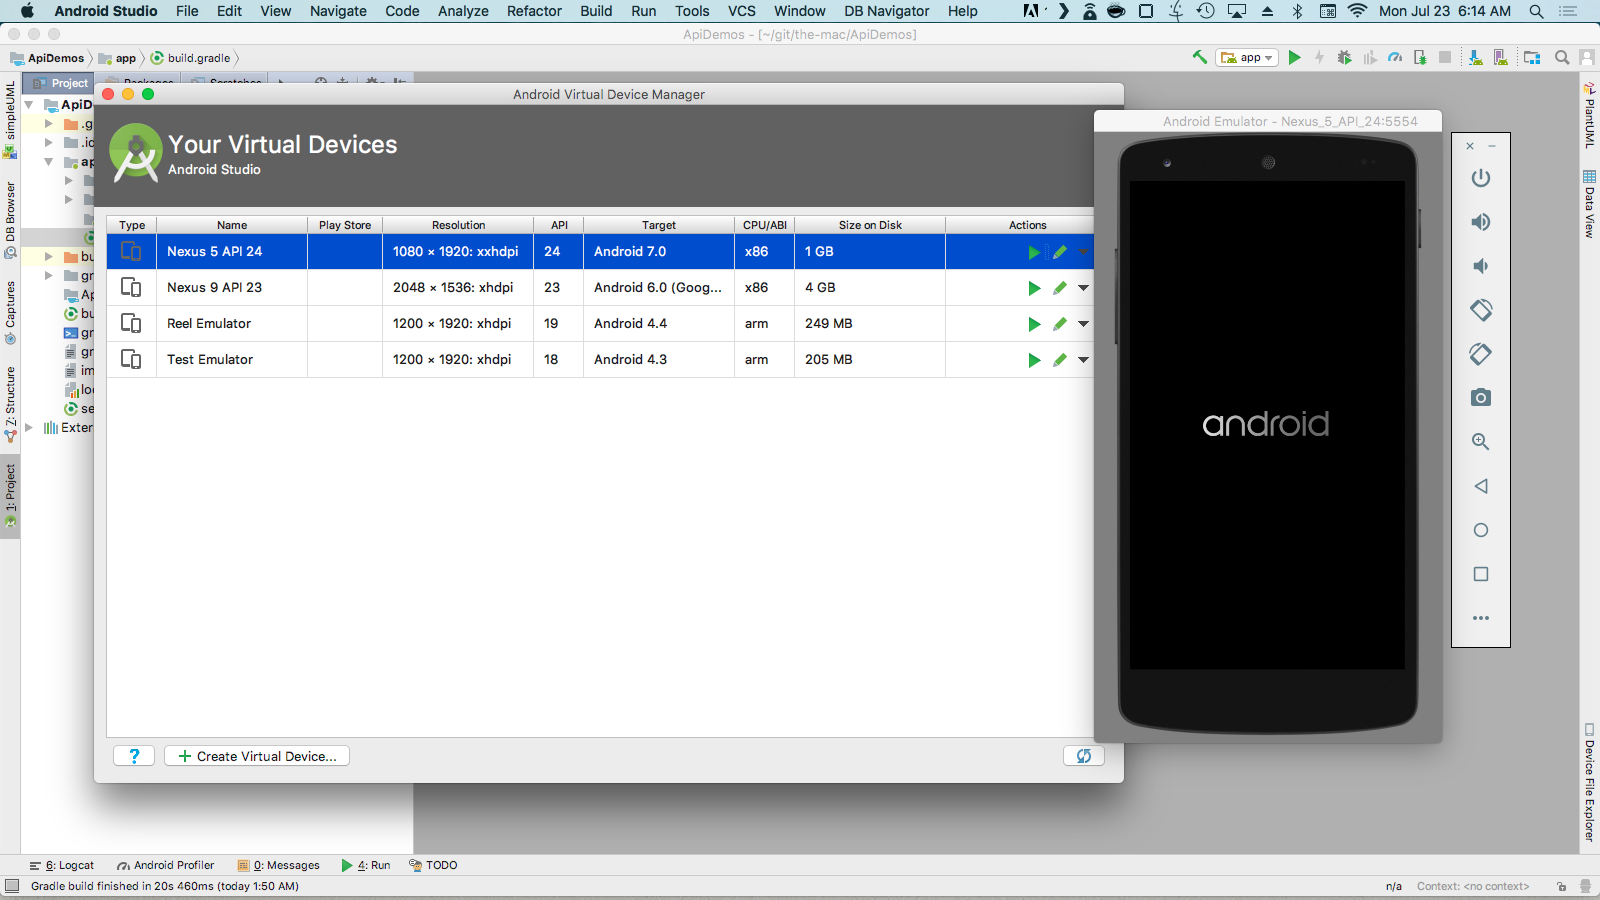 Android Studio File Edit View Navigate Code Analyze Refactor Build Run Tools VCS Window DB Navigator Help Mon Jul 23 6:14 AM
ApiDemos - [~/git/the-mac/ApiDemos]
ApiDemos app build.gradle
app
Project Packages Scratches
Android Virtual Device Manager
Your Virtual Devices
Android Studio
Type Name Play Store Resolution API Target CPU/ABI Size on Disk Actions
Nexus 5 API 24 1080 × 1920: xxhdpi 24 Android 7.0 x86 1 GB
Nexus 9 API 23 2048 × 1536: xhdpi 23 Android 6.0 (Goog... x86 4 GB
Reel Emulator 1200 × 1920: xhdpi 19 Android 4.4 arm 249 MB
Test Emulator 1200 × 1920: xhdpi 18 Android 4.3 arm 205 MB
? Create Virtual Device...
Android Emulator - Nexus_5_API_24:5554
android
simpleUML
DB Browser
Captures
Z: Structure
1: Project
ApiD
.g
.id
ap
bu
gr
Ap
bu
gr
gr
im
loc
se
Exter
PlantUML
Data View
Device File Explorer
6: Logcat Android Profiler 0: Messages 4: Run TODO
Gradle build finished in 20s 460ms (today 1:50 AM)
n/a Context: <no context>